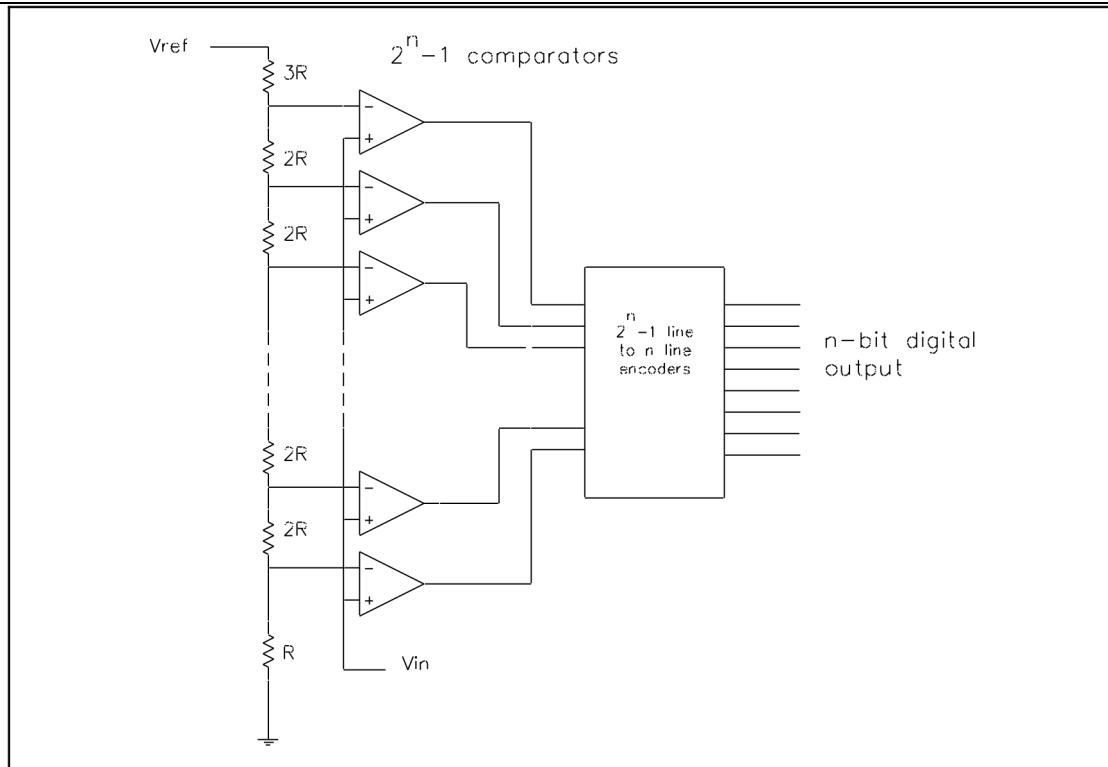 Vref
2ⁿ-1 comparators
3R
-
+
2R
-
+
2R
-
+
n
2 -1 line
to n line
encoders
n-bit digital
output
2R
-
+
2R
-
+
R
Vin